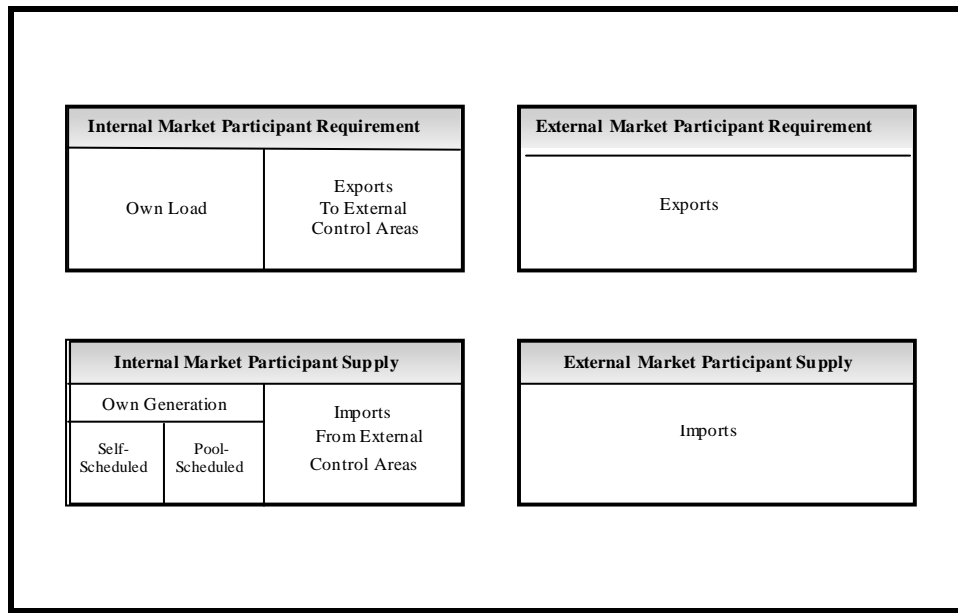 Internal Market Participant Requirement
Own Load
Exports
To External
Control Areas
External Market Participant Requirement
Exports
Internal Market Participant Supply
Own Generation
Self-
Scheduled
Pool-
Scheduled
Imports
From External
Control Areas
External Market Participant Supply
Imports